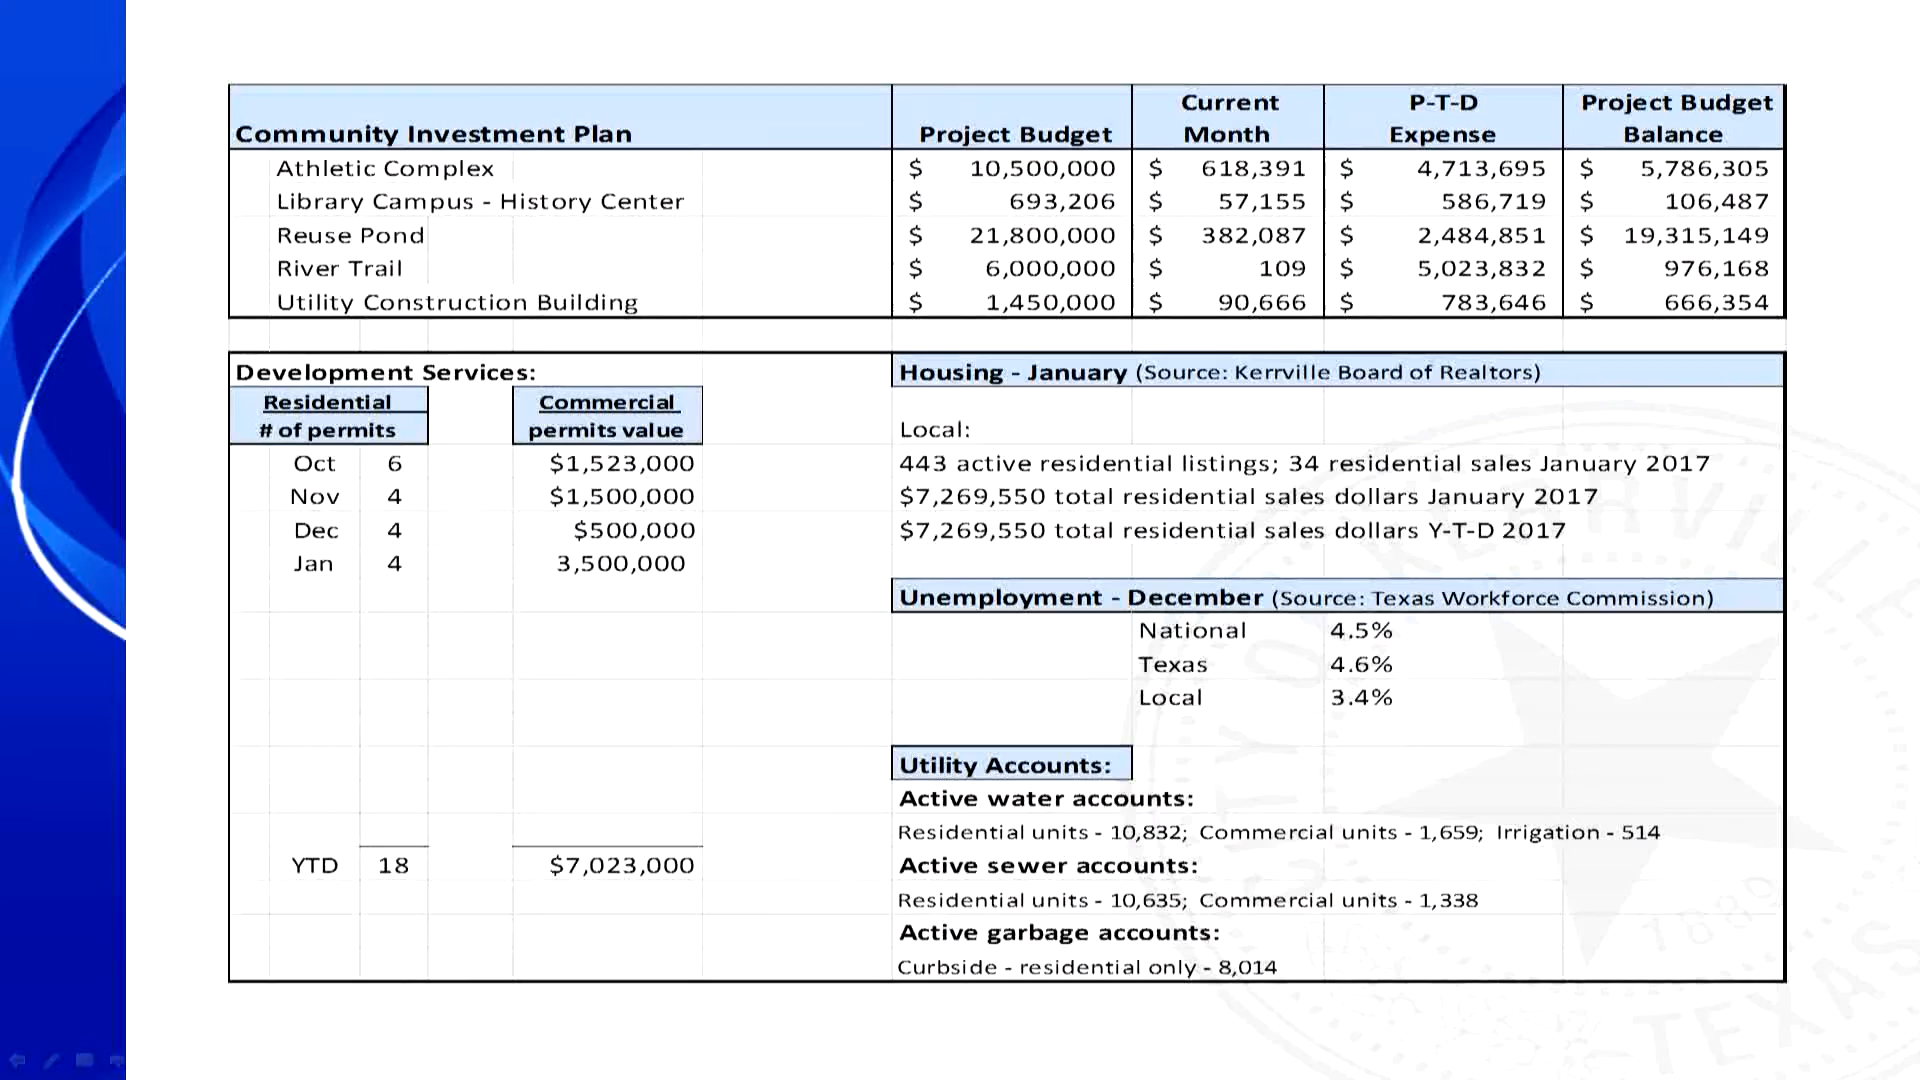 Community Investment Plan Project Budget Current Month P-T-D Expense Project Budget Balance
Athletic Complex $ 10,500,000 $ 618,391 $ 4,713,695 $ 5,786,305
Library Campus - History Center $ 693,206 $ 57,155 $ 586,719 $ 106,487
Reuse Pond $ 21,800,000 $ 382,087 $ 2,484,851 $ 19,315,149
River Trail $ 6,000,000 $ 109 $ 5,023,832 $ 976,168
Utility Construction Building $ 1,450,000 $ 90,666 $ 783,646 $ 666,354
Development Services:
Residential # of permits Commercial permits value
Oct 6 $1,523,000
Nov 4 $1,500,000
Dec 4 $500,000
Jan 4 3,500,000
YTD 18 $7,023,000
Housing - January (Source: Kerrville Board of Realtors)
Local:
443 active residential listings; 34 residential sales January 2017
$7,269,550 total residential sales dollars January 2017
$7,269,550 total residential sales dollars Y-T-D 2017
Unemployment - December (Source: Texas Workforce Commission)
National 4.5%
Texas 4.6%
Local 3.4%
Utility Accounts:
Active water accounts:
Residential units - 10,832; Commercial units - 1,659; Irrigation - 514
Active sewer accounts:
Residential units - 10,635; Commercial units - 1,338
Active garbage accounts:
Curbside - residential only - 8,014
CITY OF KERRVILLE
TEXAS
1889